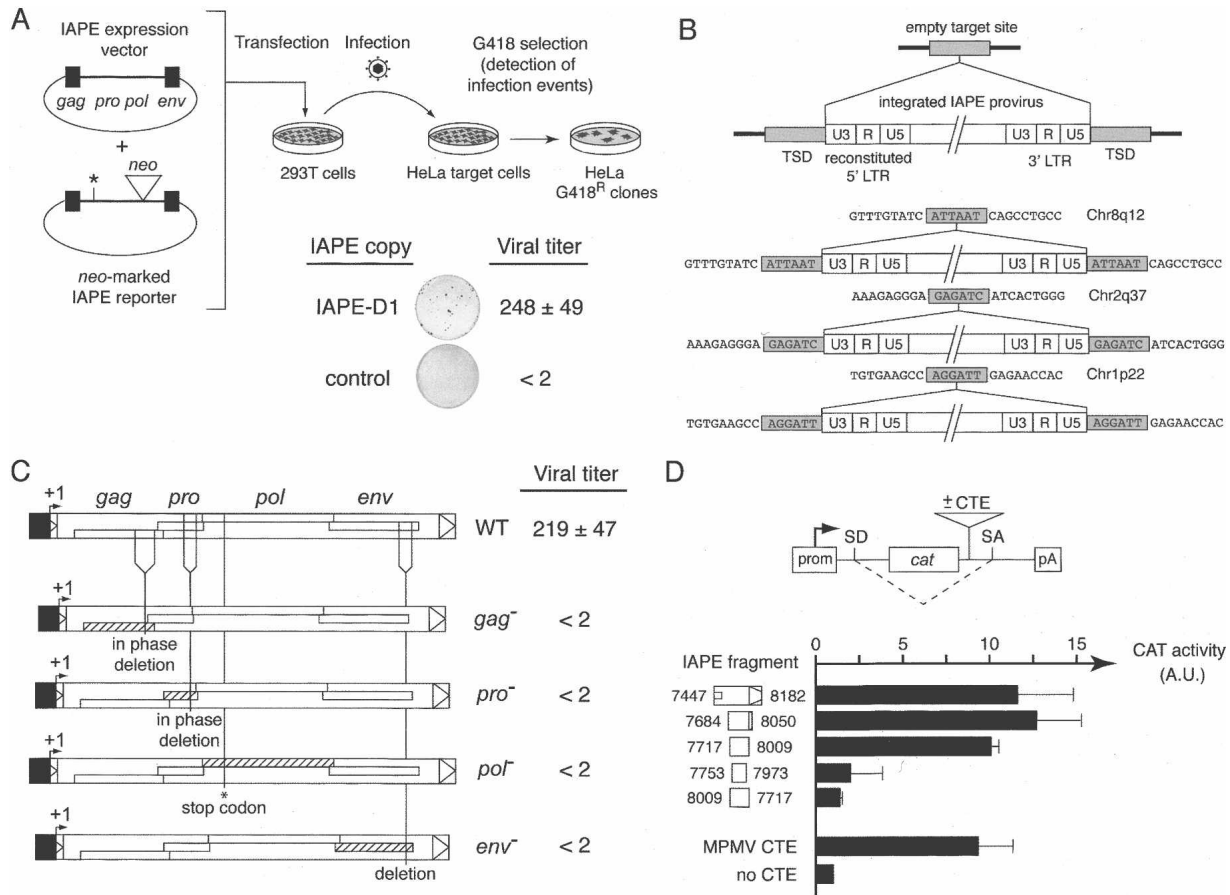 A
IAPE expression
vector
gag pro pol env
+
*
neo
neo-marked
IAPE reporter
Transfection
Infection
G418 selection
(detection of
infection events)
293T cells
HeLa target cells
HeLa
G418R clones
IAPE copy
Viral titer
IAPE-D1
248 ± 49
control
< 2
B
empty target site
integrated IAPE provirus
U3 R U5
U3 R U5
TSD
reconstituted
5' LTR
3' LTR
TSD
GTTTGTATC ATTAAT CAGCCTGCC Chr8q12
GTTTGTATC ATTAAT U3 R U5 U3 R U5 ATTAAT CAGCCTGCC
AAAGAGGGA GAGATC ATCACTGGG Chr2q37
AAAGAGGGA GAGATC U3 R U5 U3 R U5 GAGATC ATCACTGGG
TGTGAAGCC AGGATT GAGAACCAC Chr1p22
TGTGAAGCC AGGATT U3 R U5 U3 R U5 AGGATT GAGAACCAC
C
Viral titer
+1 gag pro pol env
WT 219 ± 47
+1
gag- < 2
in phase
deletion
+1
pro- < 2
in phase
deletion
+1
pol- < 2
*
stop codon
+1
env- < 2
deletion
D
± CTE
SD
SA
prom
cat
pA
0 5 10 15
CAT activity
(A.U.)
IAPE fragment
7447 8182
7684 8050
7717 8009
7753 7973
8009 7717
MPMV CTE
no CTE